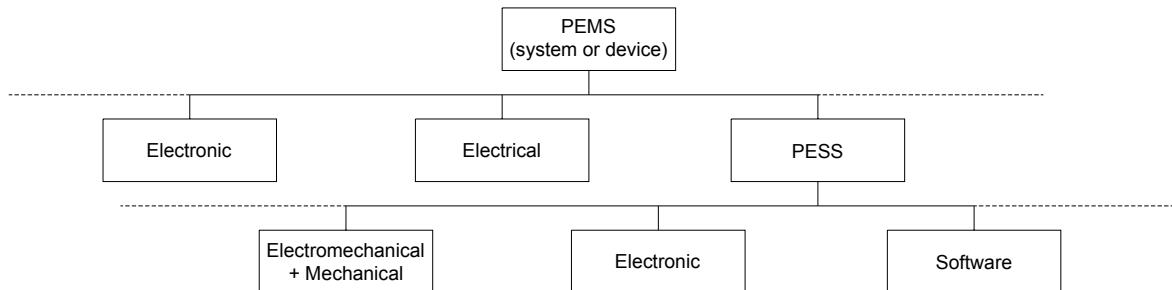 PEMS
(system or device)
Electronic
Electrical
PESS
Electromechanical
+ Mechanical
Electronic
Software